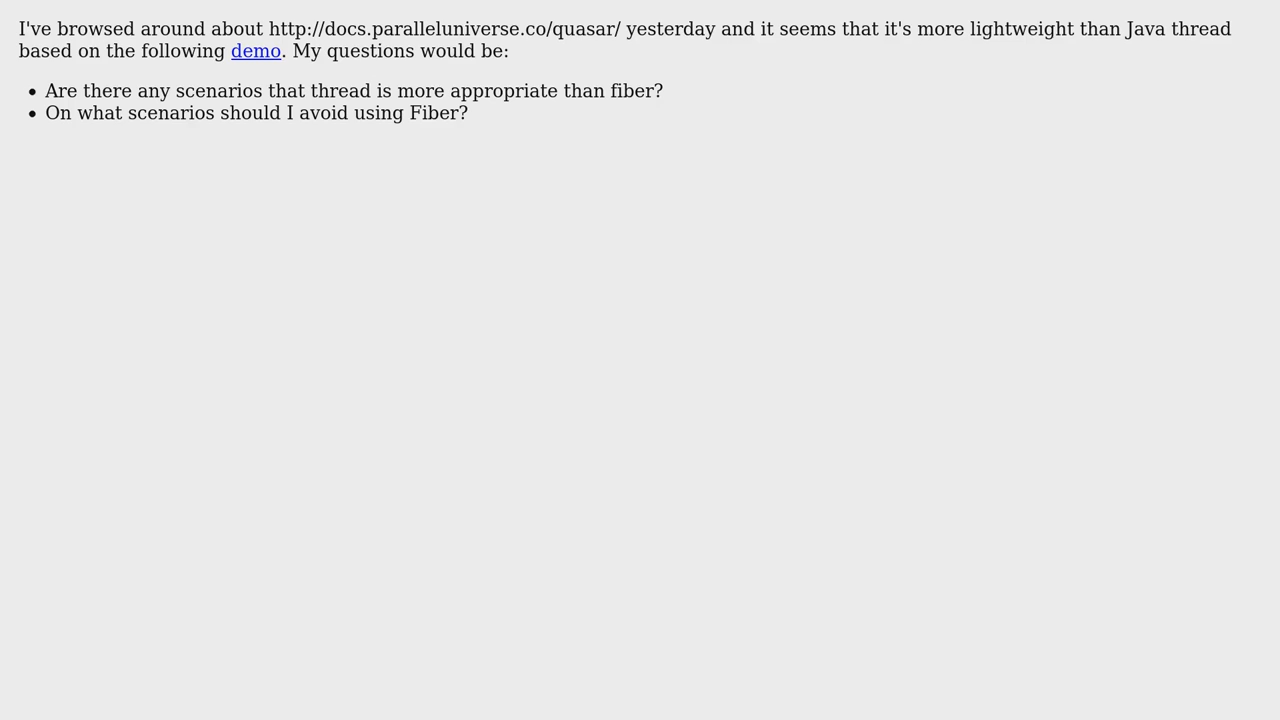 I've browsed around about http://docs.paralleluniverse.co/quasar/ yesterday and it seems that it's more lightweight than Java thread
based on the following demo. My questions would be:
• Are there any scenarios that thread is more appropriate than fiber?
• On what scenarios should I avoid using Fiber?